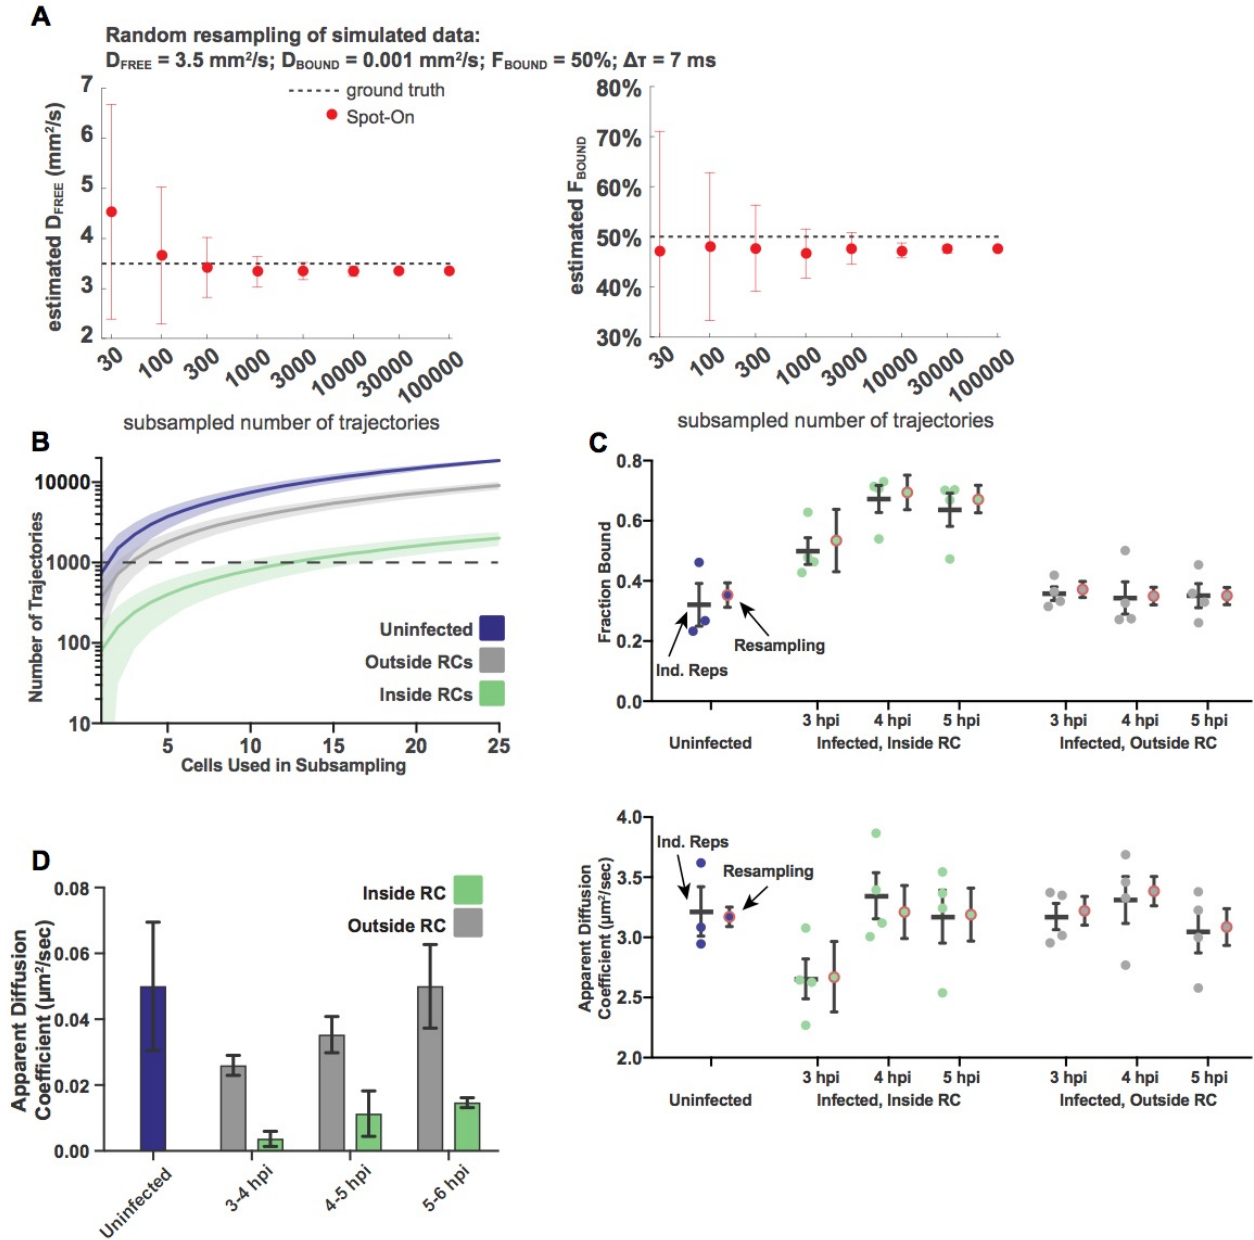 A
Random resampling of simulated data:
DFREE = 3.5 mm²/s; DBOUND = 0.001 mm²/s; FBOUND = 50%; Δτ = 7 ms
ground truth
Spot-On
estimated DFREE (mm²/s)
7
6
5
4
3
2
30
100
300
1000
3000
10000
30000
100000
subsampled number of trajectories
estimated FBOUND
80%
70%
60%
50%
40%
30%
30
100
300
1000
3000
10000
30000
100000
subsampled number of trajectories
B
Number of Trajectories
10000
1000
100
10
Uninfected
Outside RCs
Inside RCs
5
10
15
20
25
Cells Used in Subsampling
C
Fraction Bound
0.8
0.6
0.4
0.2
0.0
Ind. Reps
Resampling
3 hpi
4 hpi
5 hpi
3 hpi
4 hpi
5 hpi
Uninfected
Infected, Inside RC
Infected, Outside RC
Apparent Diffusion
Coefficient (µm²/sec)
4.0
3.5
3.0
2.5
2.0
Ind. Reps
Resampling
3 hpi
4 hpi
5 hpi
3 hpi
4 hpi
5 hpi
Uninfected
Infected, Inside RC
Infected, Outside RC
D
Apparent Diffusion
Coefficient (µm²/sec)
0.08
0.06
0.04
0.02
0.00
Inside RC
Outside RC
Uninfected
3-4 hpi
4-5 hpi
5-6 hpi